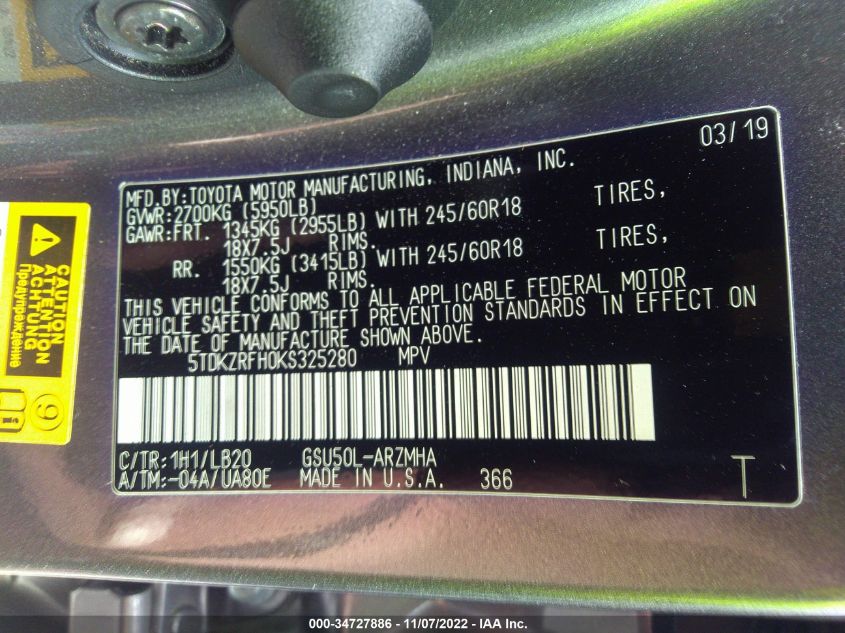 03/19
MFD.BY:TOYOTA MOTOR MANUFACTURING, INDIANA, INC.
GVWR:2700KG (5950LB)
GAWR:FRT. 1345KG (2955LB) WITH 245/60R18 TIRES,
18X7.5J RIMS.
RR. 1550KG (3415LB) WITH 245/60R18 TIRES,
18X7.5J RIMS.
THIS VEHICLE CONFORMS TO ALL APPLICABLE FEDERAL MOTOR
VEHICLE SAFETY AND THEFT PREVENTION STANDARDS IN EFFECT ON
THE DATE OF MANUFACTURE SHOWN ABOVE.
5TDKZRFH0KS325280 MPV
C/TR:1H1/LB20 GSU50L-ARZMHA
A/TM:-04A/UA80E MADE IN U.S.A. 366
T
CAUTION
ATTENTION
ACHTUNG
Предупреждение
9
i
000-34727886 - 11/07/2022 - IAA Inc.